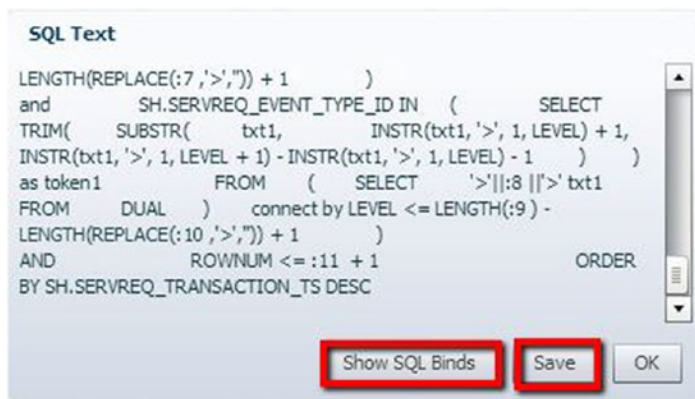 SQL Text
LENGTH(REPLACE(:7 ,'>','')) + 1 )
and SH.SERVREQ_EVENT_TYPE_ID IN ( SELECT
TRIM( SUBSTR( txt1, INSTR(txt1, '>', 1, LEVEL) + 1,
INSTR(txt1, '>', 1, LEVEL + 1) - INSTR(txt1, '>', 1, LEVEL) - 1 ) )
as token1 FROM ( SELECT '>'||:8 ||'>' txt1
FROM DUAL ) connect by LEVEL <= LENGTH(:9 ) -
LENGTH(REPLACE(:10 ,'>','')) + 1 )
AND ROWNUM <= :11 + 1 ORDER
BY SH.SERVREQ_TRANSACTION_TS DESC
Show SQL Binds Save OK